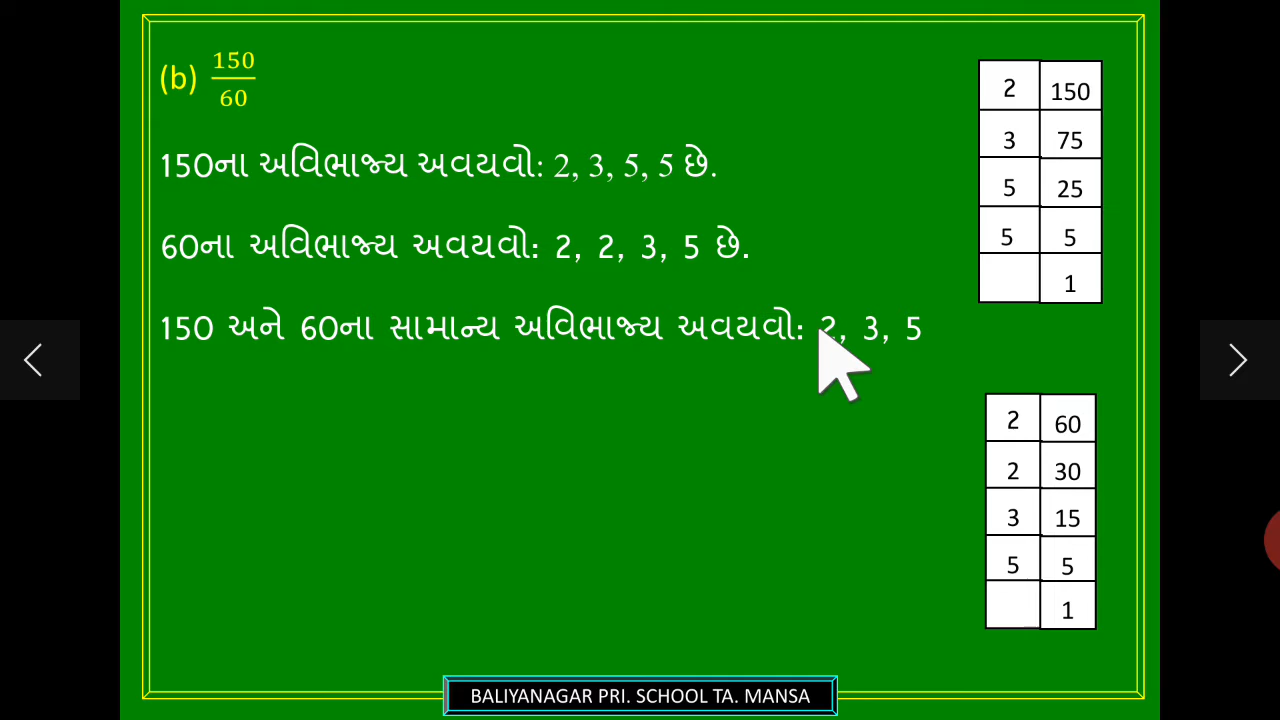 (b) 150/60
150ના અવિભાજ્ય અવયવો: 2, 3, 5, 5 છે.
60ના અવિભાજ્ય અવયવો: 2, 2, 3, 5 છે.
150 અને 60ના સામાન્ય અવિભાજ્ય અવયવો: 2, 3, 5
2 150
3 75
5 25
5 5
1
2 60
2 30
3 15
5 5
1
BALIYANAGAR PRI. SCHOOL TA. MANSA